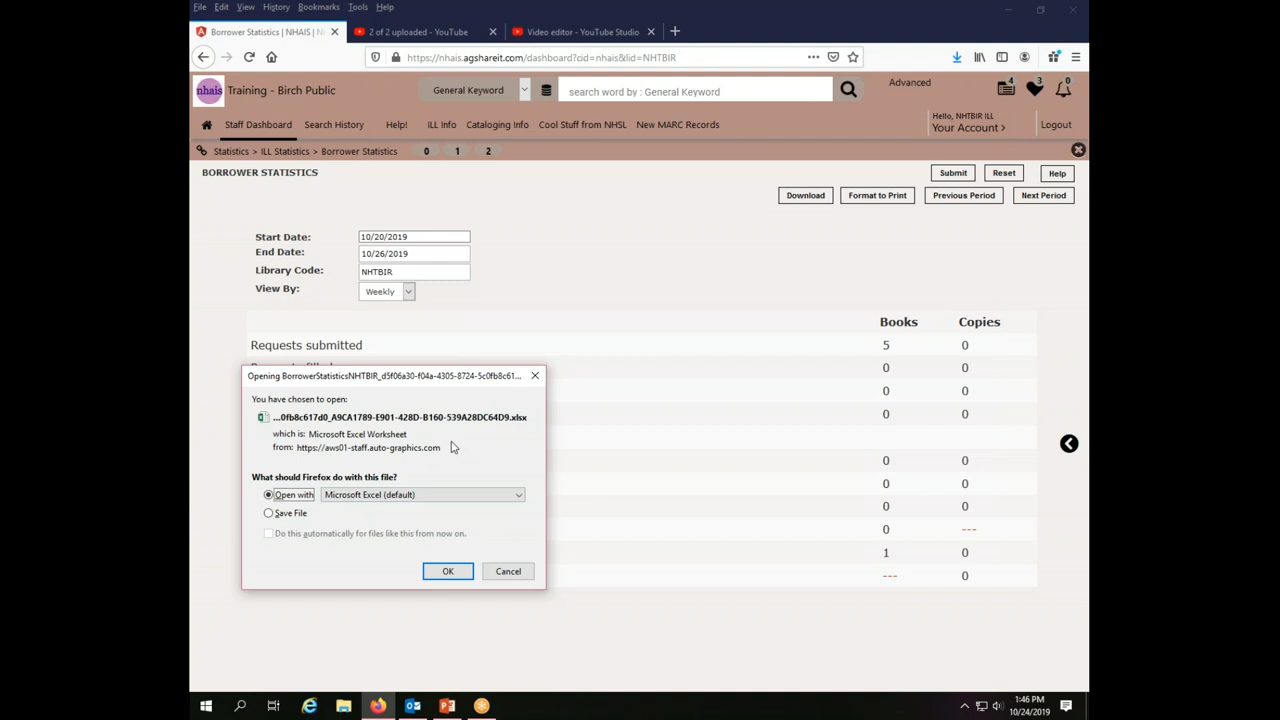 File Edit View History Bookmarks Tools Help
Borrower Statistics | NHAIS | N
2 of 2 uploaded - YouTube
Video editor - YouTube Studio
https://nhais.agshareit.com/dashboard?cid=nhais&lid=NHTBIR
nhais
Training - Birch Public
General Keyword
search word by : General Keyword
Advanced
4
3
0
Staff Dashboard
Search History
Help!
ILL Info
Cataloging Info
Cool Stuff from NHSL
New MARC Records
Hello, NHTBIR ILL
Your Account >
Logout
Statistics > ILL Statistics > Borrower Statistics
0 1 2
BORROWER STATISTICS
Submit Reset Help
Download Format to Print Previous Period Next Period
Start Date: 10/20/2019
End Date: 10/26/2019
Library Code: NHTBIR
View By: Weekly
Books Copies
Requests submitted 5 0
0 0
0 0
0 0
0 0
0 0
0 0
0 ---
1 0
--- 0
Opening BorrowerStatisticsNHTBIR_d5f06a30-f04a-4305-8724-5c0fb8c61...
You have chosen to open:
...0fb8c617d0_A9CA1789-E901-428D-B160-539A28DC64D9.xlsx
which is: Microsoft Excel Worksheet
from: https://aws01-staff.auto-graphics.com
What should Firefox do with this file?
Open with Microsoft Excel (default)
Save File
Do this automatically for files like this from now on.
OK Cancel
1:46 PM
10/24/2019